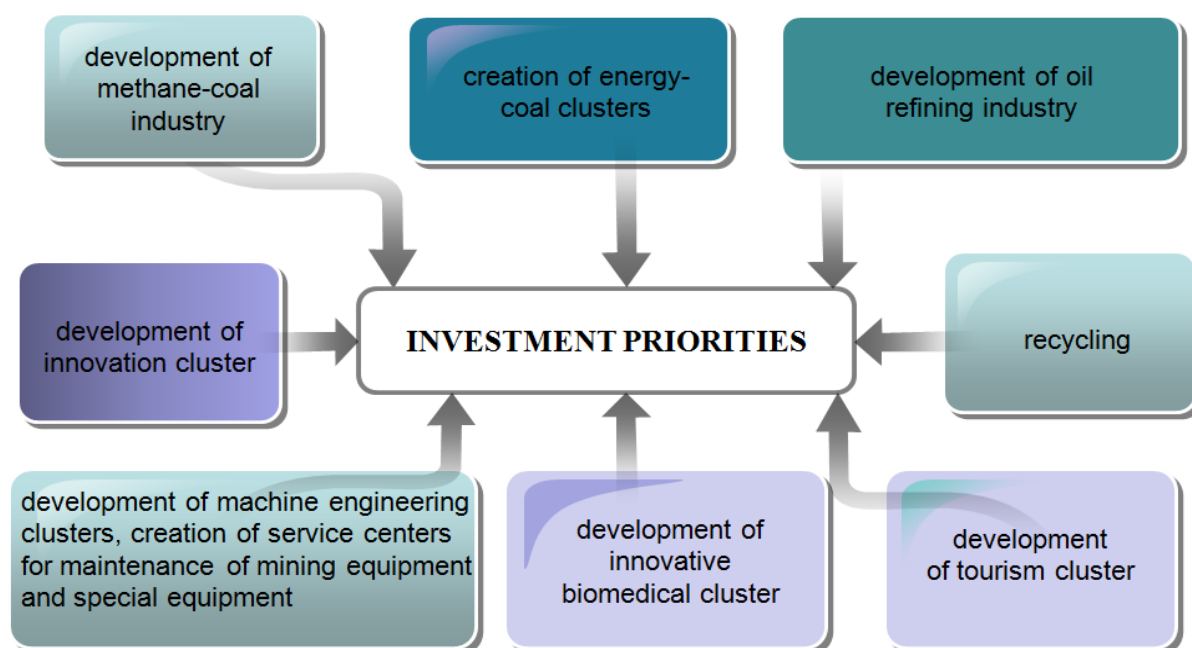 development of
methane-coal
industry
creation of energy-
coal clusters
development of oil
refining industry
development of
innovation cluster
INVESTMENT PRIORITIES
recycling
development of machine engineering
clusters, creation of service centers
for maintenance of mining equipment
and special equipment
development of
innovative
biomedical cluster
development
of tourism cluster